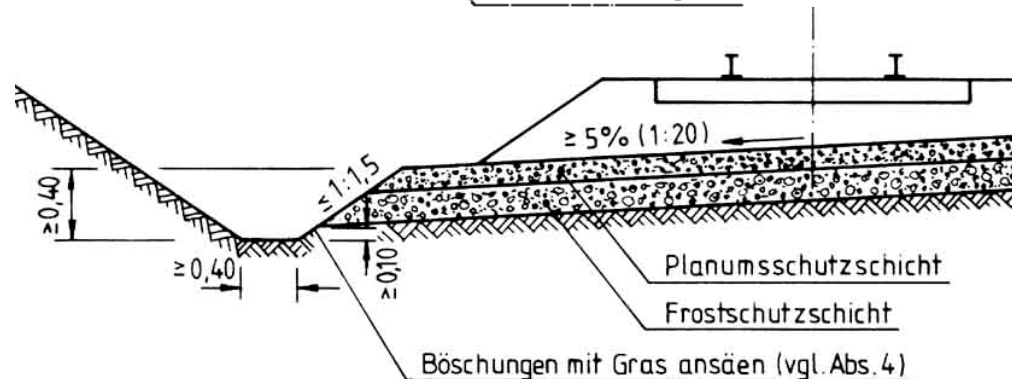 ≥ 5% (1:20)
≤ 1:1,5
≥ 0,40
≥ 0,40
≥ 0,10
Planumsschutzschicht
Frostschutzschicht
Böschungen mit Gras ansäen (vgl. Abs. 4)